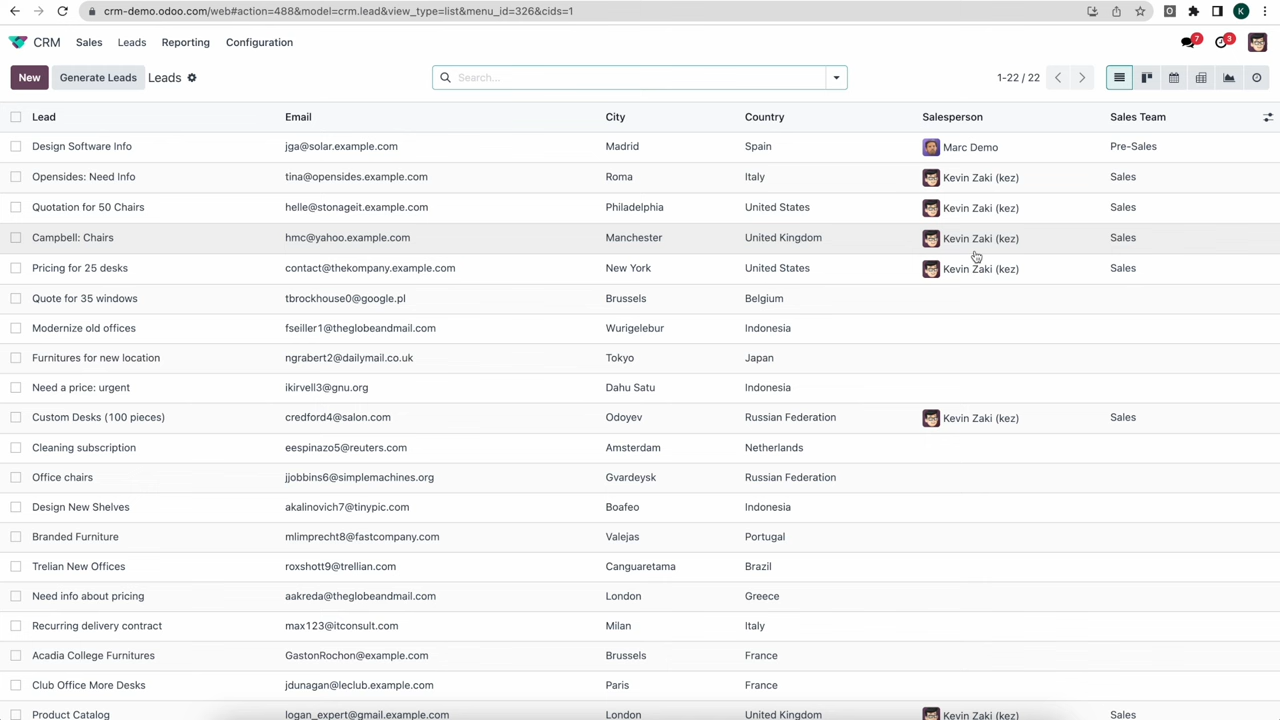 crm-demo.odoo.com/web#action=488&model=crm.lead&view_type=list&menu_id=326&cids=1
K
CRM Sales Leads Reporting Configuration 7 3
New Generate Leads Leads Search... 1-22 / 22
Lead Email City Country Salesperson Sales Team
Design Software Info jga@solar.example.com Madrid Spain Marc Demo Pre-Sales
Opensides: Need Info tina@opensides.example.com Roma Italy Kevin Zaki (kez) Sales
Quotation for 50 Chairs helle@stonageit.example.com Philadelphia United States Kevin Zaki (kez) Sales
Campbell: Chairs hmc@yahoo.example.com Manchester United Kingdom Kevin Zaki (kez) Sales
Pricing for 25 desks contact@thekompany.example.com New York United States Kevin Zaki (kez) Sales
Quote for 35 windows tbrockhouse0@google.pl Brussels Belgium
Modernize old offices fseiller1@theglobeandmail.com Wurigelebur Indonesia
Furnitures for new location ngrabert2@dailymail.co.uk Tokyo Japan
Need a price: urgent ikirvell3@gnu.org Dahu Satu Indonesia
Custom Desks (100 pieces) credford4@salon.com Odoyev Russian Federation Kevin Zaki (kez) Sales
Cleaning subscription eespinazo5@reuters.com Amsterdam Netherlands
Office chairs jjobbins6@simplemachines.org Gvardeysk Russian Federation
Design New Shelves akalinovich7@tinypic.com Boafeo Indonesia
Branded Furniture mlimprecht8@fastcompany.com Valejas Portugal
Trelian New Offices roxshott9@trellian.com Canguaretama Brazil
Need info about pricing aakreda@theglobeandmail.com London Greece
Recurring delivery contract max123@itconsult.com Milan Italy
Acadia College Furnitures GastonRochon@example.com Brussels France
Club Office More Desks jdunagan@leclub.example.com Paris France
Product Catalog logan_expert@gmail.example.com London United Kingdom Kevin Zaki (kez) Sales